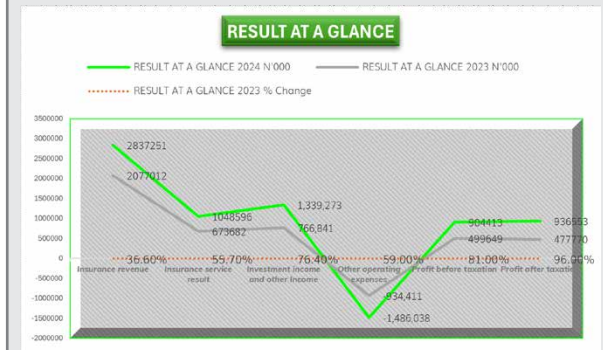 RESULT AT A GLANCE
RESULT AT A GLANCE 2024 N'000
RESULT AT A GLANCE 2023 N'000
RESULT AT A GLANCE 2023 % Change
3500000
3000000
2500000
2000000
1500000
1000000
500000
0
-500000
-1000000
-1500000
-2000000
2837251
2077012
1048596
673682
1,339,273
766,841
-934,411
-1,486,038
904413
499649
936553
477770
36.60%
55.70%
76.40%
59.00%
81.00%
96.00%
Insurance revenue
Insurance service
result
Investment income
and other Income
Other operating
expenses
Profit before taxation
Profit after taxation